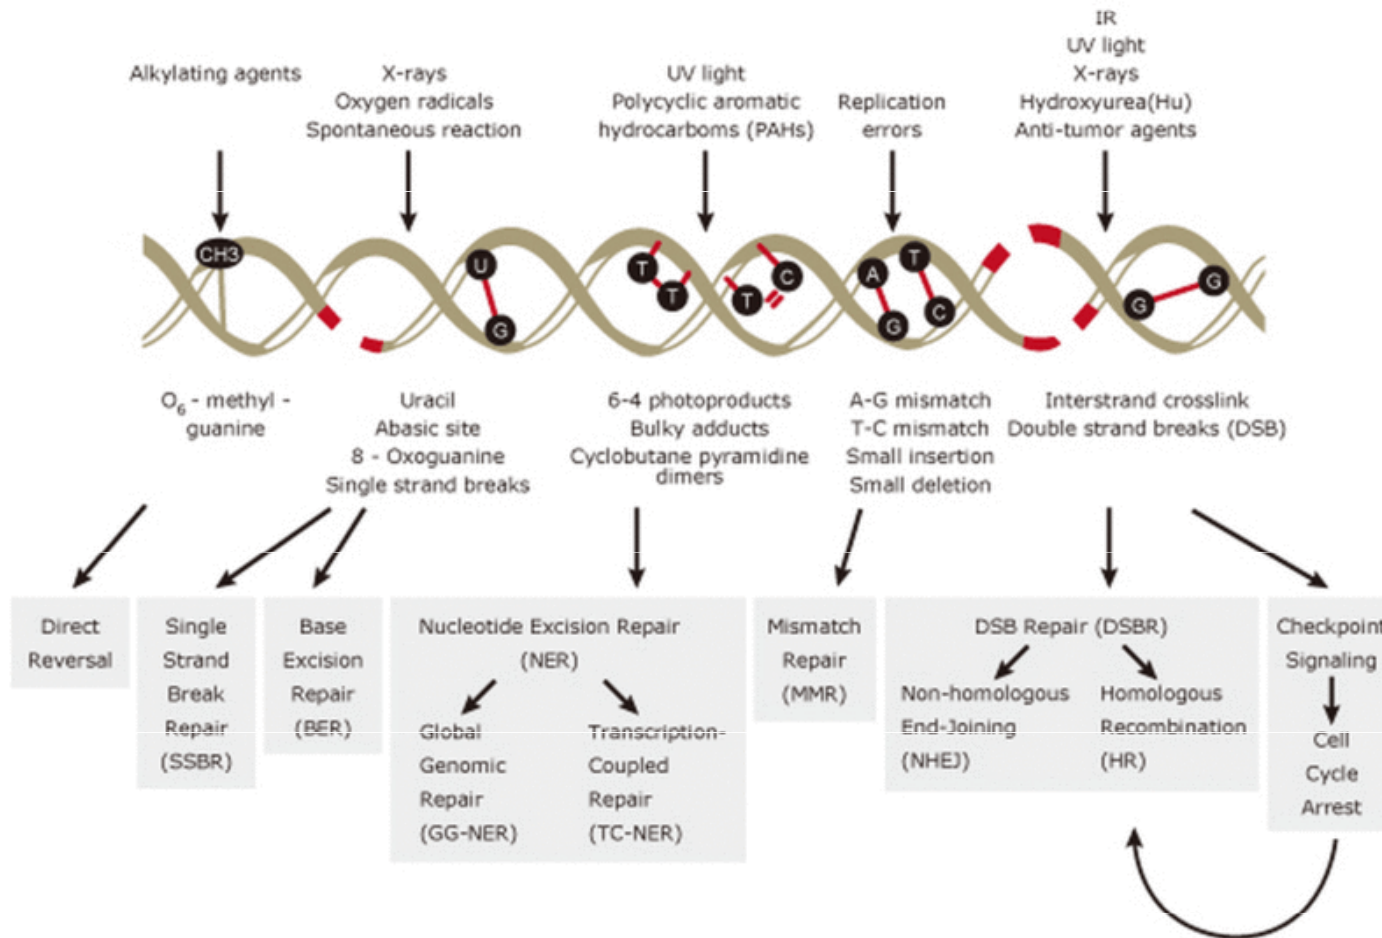 Alkylating agents
X-rays
Oxygen radicals
Spontaneous reaction
UV light
Polycyclic aromatic
hydrocarboms (PAHs)
Replication
errors
IR
UV light
X-rays
Hydroxyurea(Hu)
Anti-tumor agents
CH3
U
G
T
T
T
C
A
G
T
C
G
G
O6 - methyl -
guanine
Uracil
Abasic site
8 - Oxoguanine
Single strand breaks
6-4 photoproducts
Bulky adducts
Cyclobutane pyramidine
dimers
A-G mismatch
T-C mismatch
Small insertion
Small deletion
Interstrand crosslink
Double strand breaks (DSB)
Direct
Reversal
Single
Strand
Break
Repair
(SSBR)
Base
Excision
Repair
(BER)
Nucleotide Excision Repair
(NER)
Global
Genomic
Repair
(GG-NER)
Transcription-
Coupled
Repair
(TC-NER)
Mismatch
Repair
(MMR)
DSB Repair (DSBR)
Non-homologous
End-Joining
(NHEJ)
Homologous
Recombination
(HR)
Checkpoint
Signaling
Cell
Cycle
Arrest